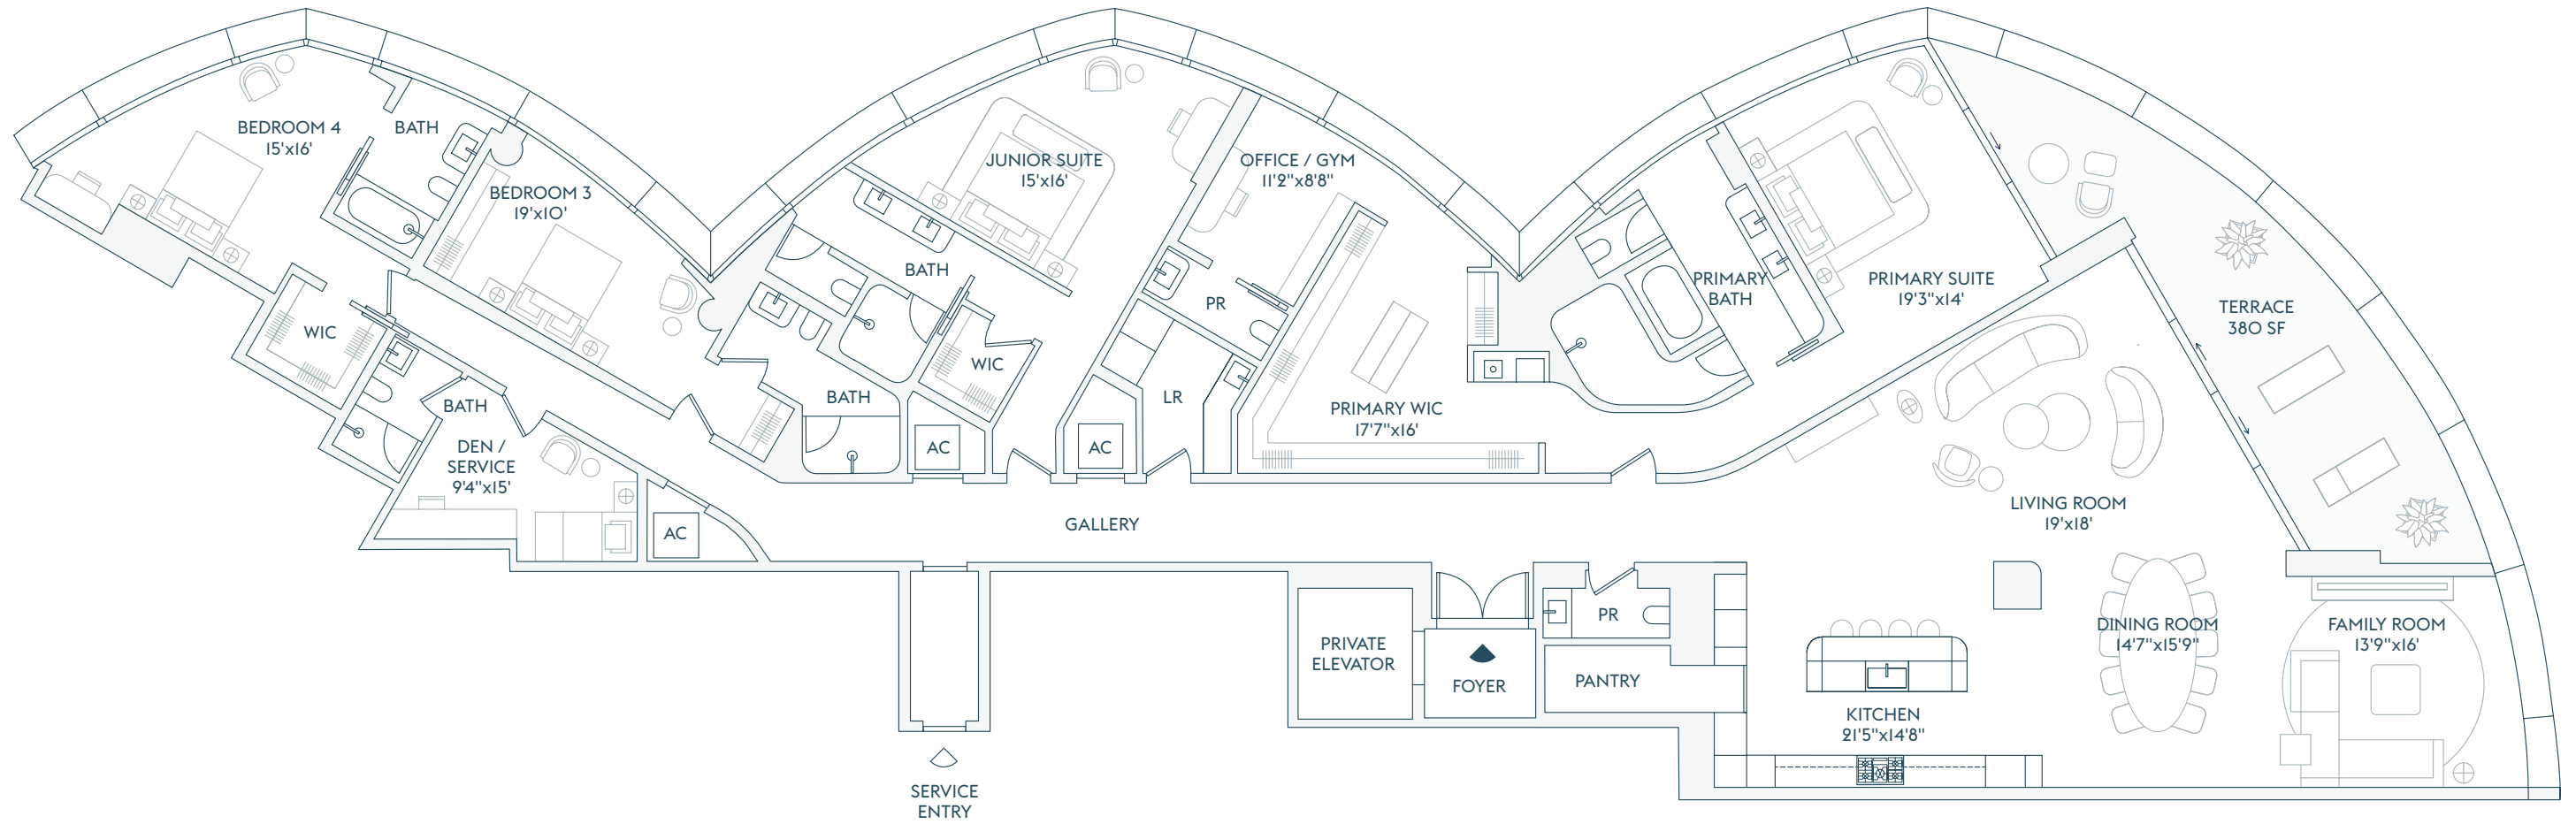 BEDROOM 4
15'x16'
BATH
BEDROOM 3
19'x10'
WIC
BATH
DEN /
SERVICE
9'4"x15'
AC
JUNIOR SUITE
15'x16'
BATH
WIC
BATH
AC
AC
LR
PR
OFFICE / GYM
11'2"x8'8"
PRIMARY WIC
17'7"x16'
PRIMARY
BATH
PRIMARY SUITE
19'3"x14'
TERRACE
380 SF
LIVING ROOM
19'x18'
GALLERY
PRIVATE
ELEVATOR
FOYER
PR
PANTRY
KITCHEN
21'5"x14'8"
DINING ROOM
14'7"x15'9"
FAMILY ROOM
13'9"x16'
SERVICE
ENTRY